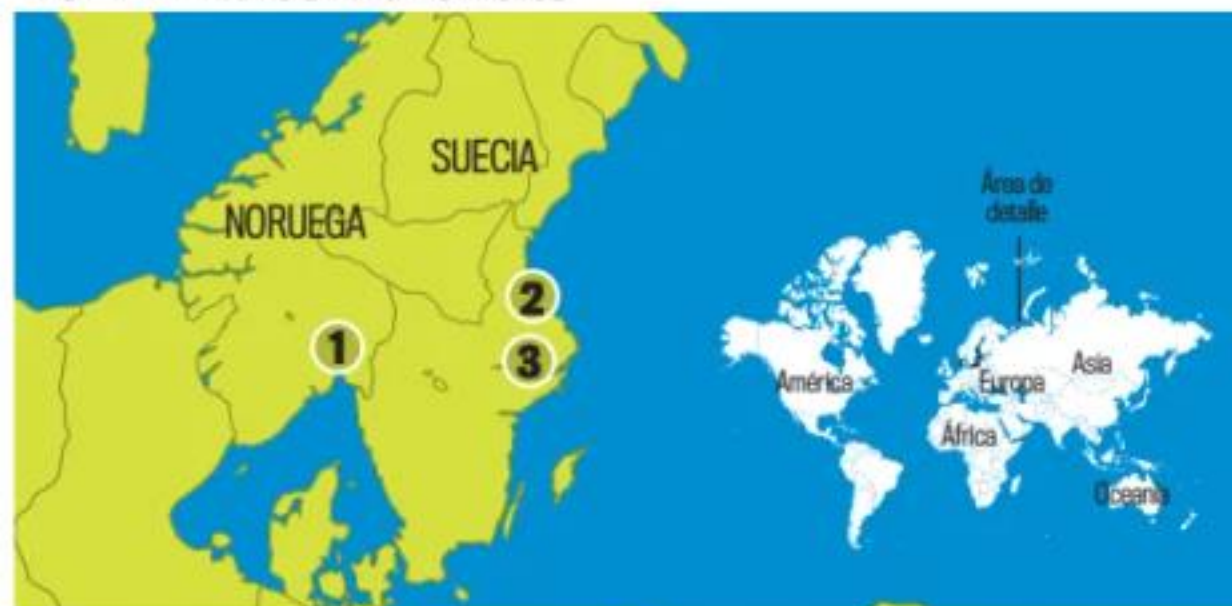 SUECIA
NORUEGA
1
2
3
Área de
detalle
América
Europa
Asia
África
Oceanía